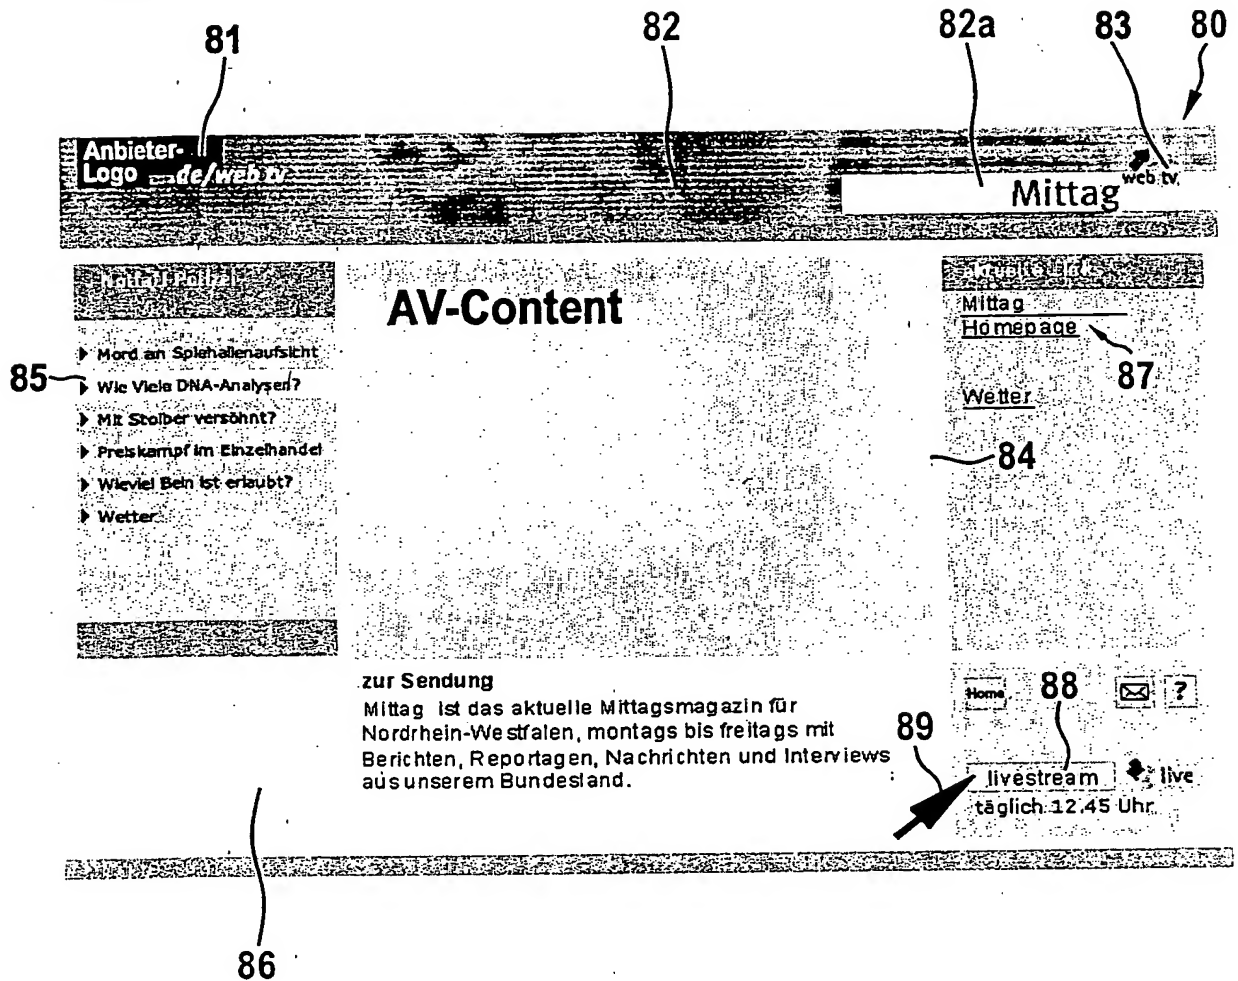 81
82
82a
83
80
Anbieter-
Logo
.de/web tv
web tv
Mittag
AV-Content
Mittag
Homepage
87
Mord an Spielhallenaufsicht
85
Wie Viele DNA-Analysen?
Mit Stolber versöhnt?
Wetter
Preiskampf im Einzelhandel
84
Wieviel Bein ist erlaubt?
Wetter
zur Sendung
Mittag ist das aktuelle Mittagsmagazin für
Nordrhein-Westfalen, montags bis freitags mit
Berichten, Reportagen, Nachrichten und Interviews
aus unserem Bundesland.
Home
88
?
89
livestream
live
täglich 12.45 Uhr
86